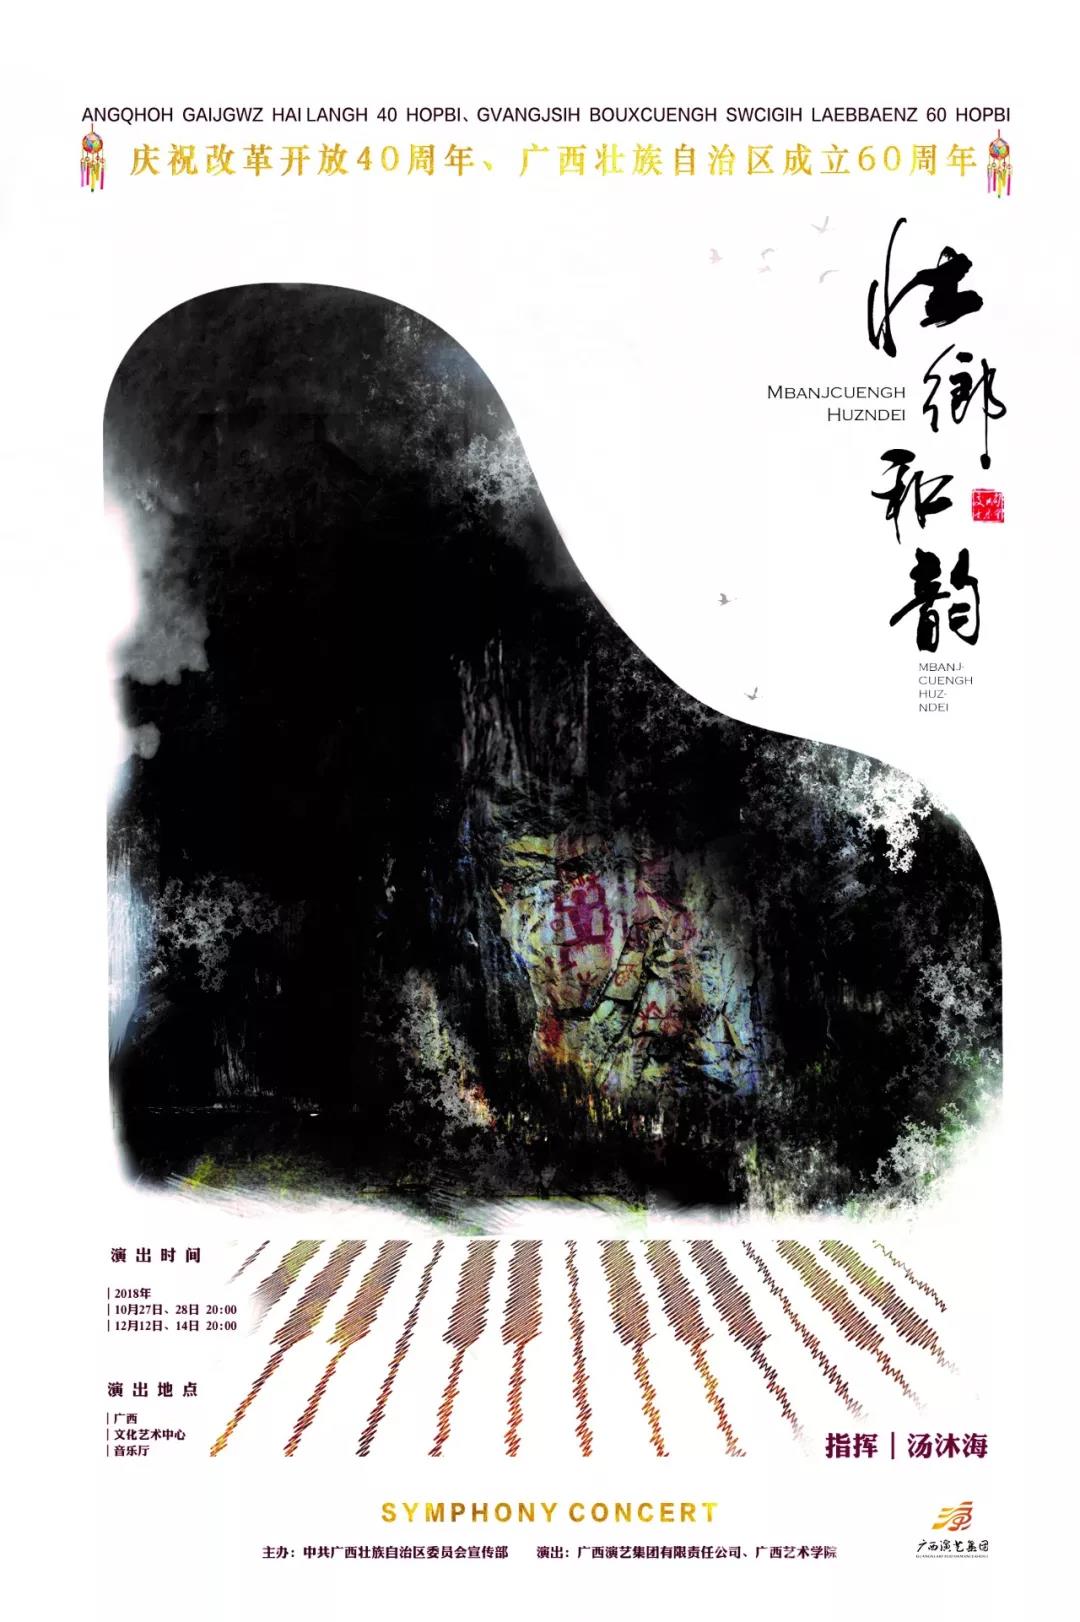 ANGQHOH GAIJGWZ HAI LANGH 40 HOPBI、GVANGJSIH BOUXCUENGH SWCIGIH LAEBBAENZ 60 HOPBI
庆祝改革开放40周年、广西壮族自治区成立60周年
壮鄉和韵
MBANJCUENGH
HUZNDEI
MBANJ-
CUENGH
HUZ-
NDEI
演出时间
2018年
10月27日、28日 20:00
12月12日、14日 20:00
演出地点
广西
文化艺术中心
音乐厅
指挥｜汤沐海
SYMPHONY CONCERT
主办：中共广西壮族自治区委员会宣传部 演出：广西演艺集团有限责任公司、广西艺术学院
广西演艺集团